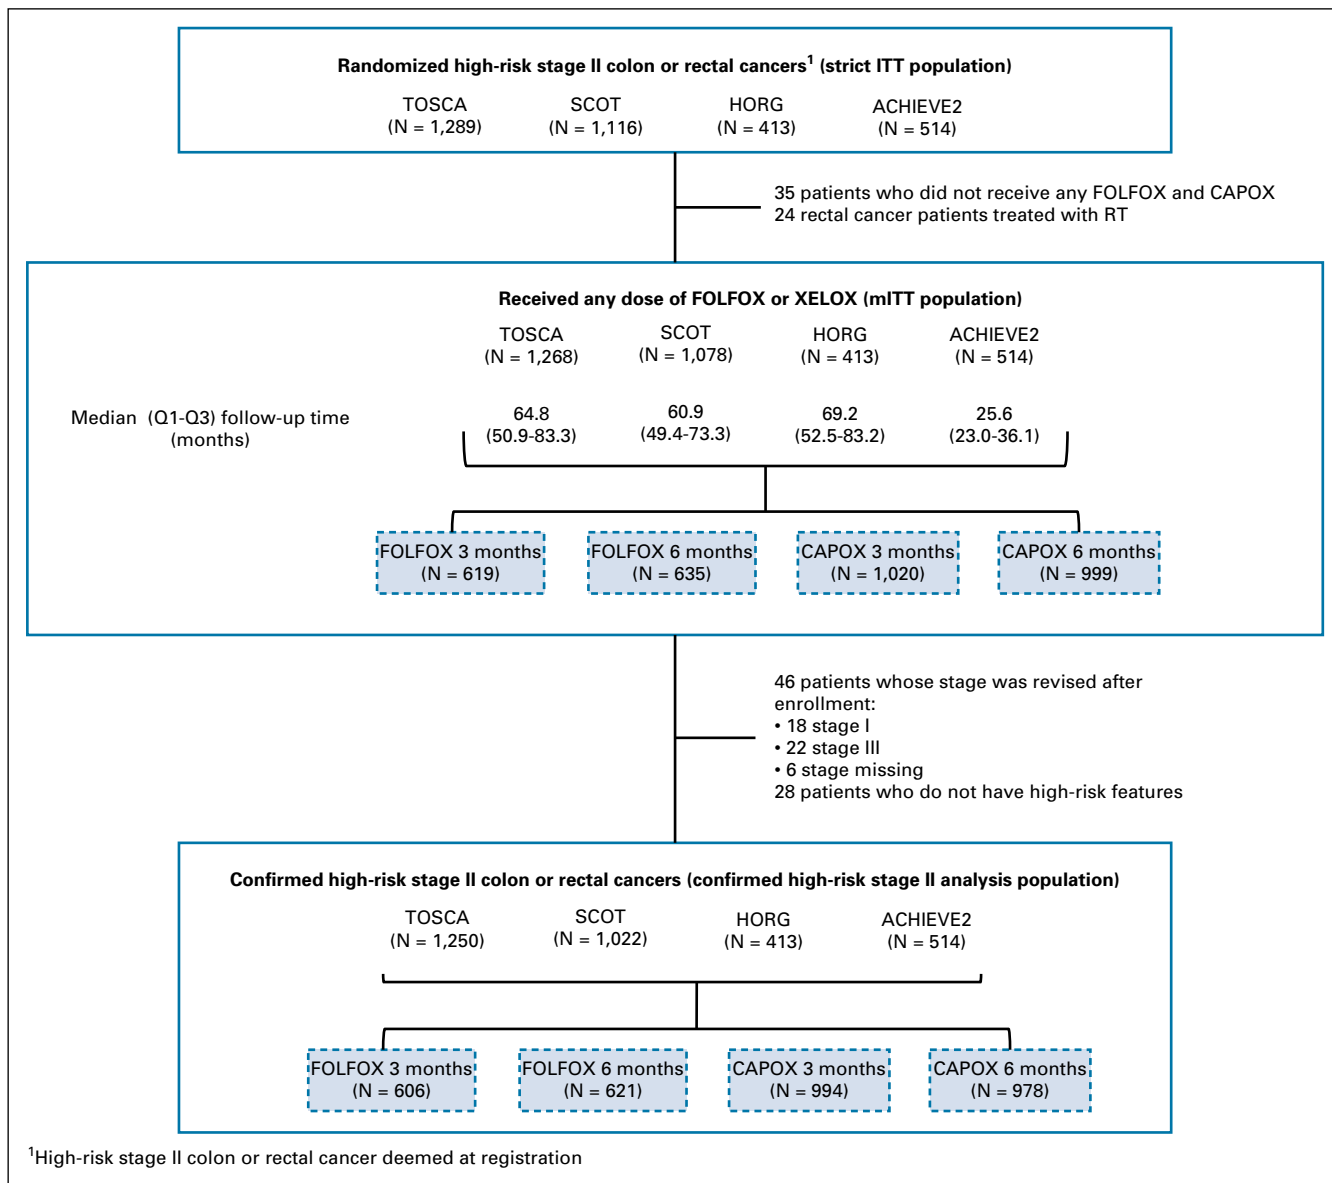 Randomized high-risk stage II colon or rectal cancers1 (strict ITT population)
TOSCA SCOT HORG ACHIEVE2
(N = 1,289) (N = 1,116) (N = 413) (N = 514)
35 patients who did not receive any FOLFOX and CAPOX
24 rectal cancer patients treated with RT
Received any dose of FOLFOX or XELOX (mITT population)
TOSCA SCOT HORG ACHIEVE2
(N = 1,268) (N = 1,078) (N = 413) (N = 514)
Median (Q1-Q3) follow-up time 64.8 60.9 69.2 25.6
(months) (50.9-83.3) (49.4-73.3) (52.5-83.2) (23.0-36.1)
FOLFOX 3 months FOLFOX 6 months CAPOX 3 months CAPOX 6 months
(N = 619) (N = 635) (N = 1,020) (N = 999)
46 patients whose stage was revised after
enrollment:
• 18 stage I
• 22 stage III
• 6 stage missing
28 patients who do not have high-risk features
Confirmed high-risk stage II colon or rectal cancers (confirmed high-risk stage II analysis population)
TOSCA SCOT HORG ACHIEVE2
(N = 1,250) (N = 1,022) (N = 413) (N = 514)
FOLFOX 3 months FOLFOX 6 months CAPOX 3 months CAPOX 6 months
(N = 606) (N = 621) (N = 994) (N = 978)
1High-risk stage II colon or rectal cancer deemed at registration